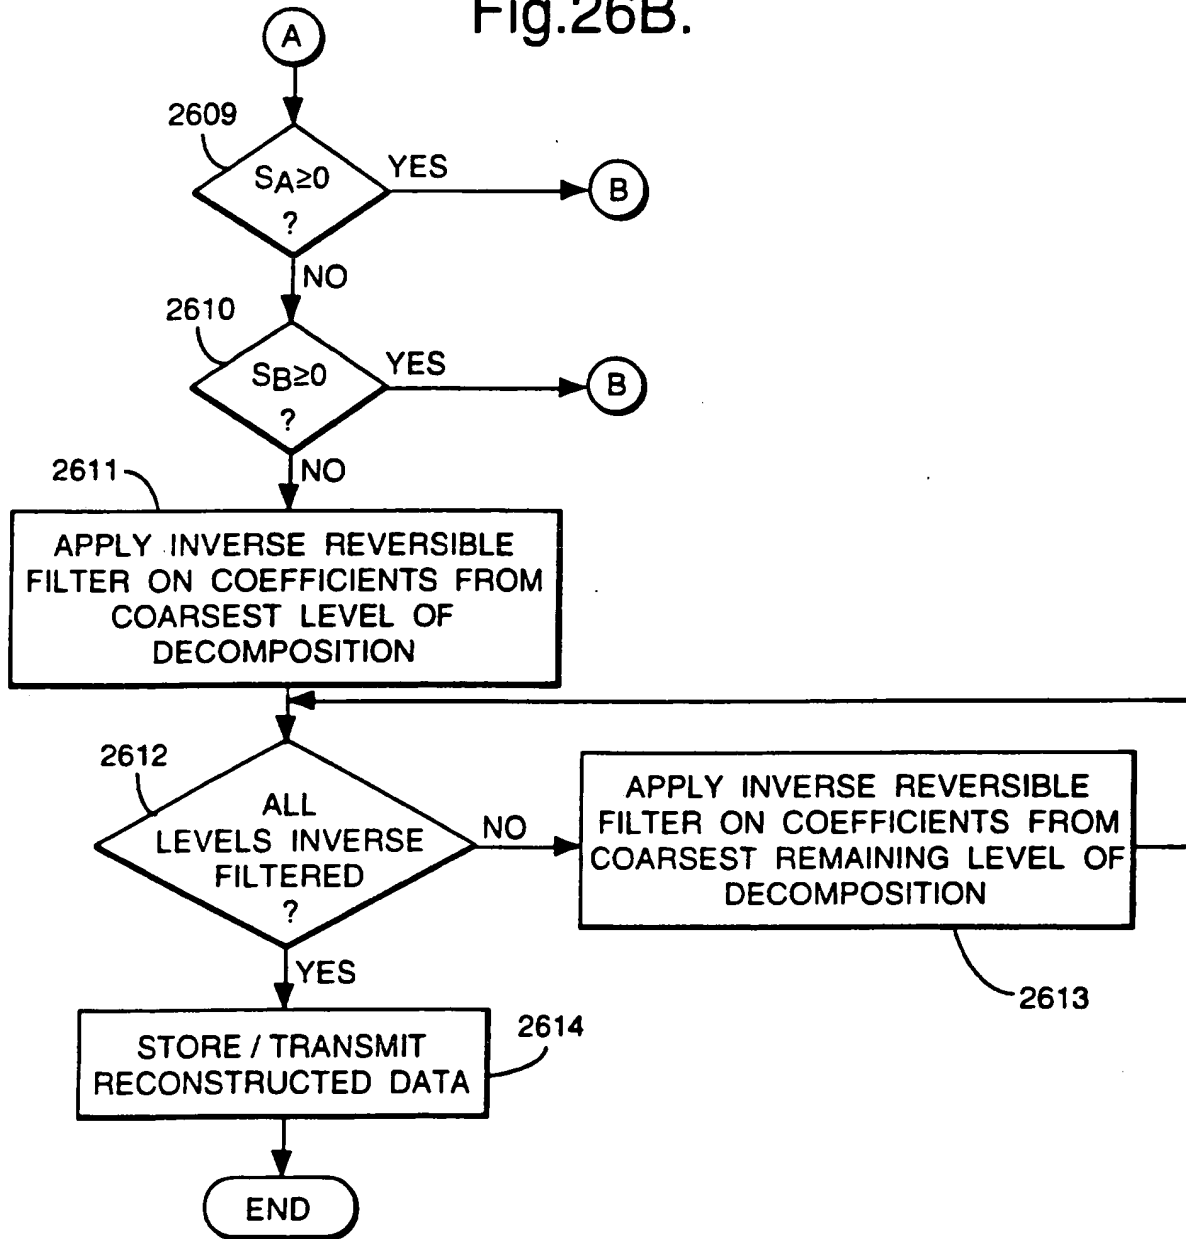 Fig.26B.
A
2609
SA≥0
?
YES
B
NO
2610
SB≥0
?
YES
B
NO
2611
APPLY INVERSE REVERSIBLE
FILTER ON COEFFICIENTS FROM
COARSEST LEVEL OF
DECOMPOSITION
2612
ALL
LEVELS INVERSE
FILTERED
?
NO
APPLY INVERSE REVERSIBLE
FILTER ON COEFFICIENTS FROM
COARSEST REMAINING LEVEL OF
DECOMPOSITION
2613
YES
STORE / TRANSMIT
RECONSTRUCTED DATA
2614
END